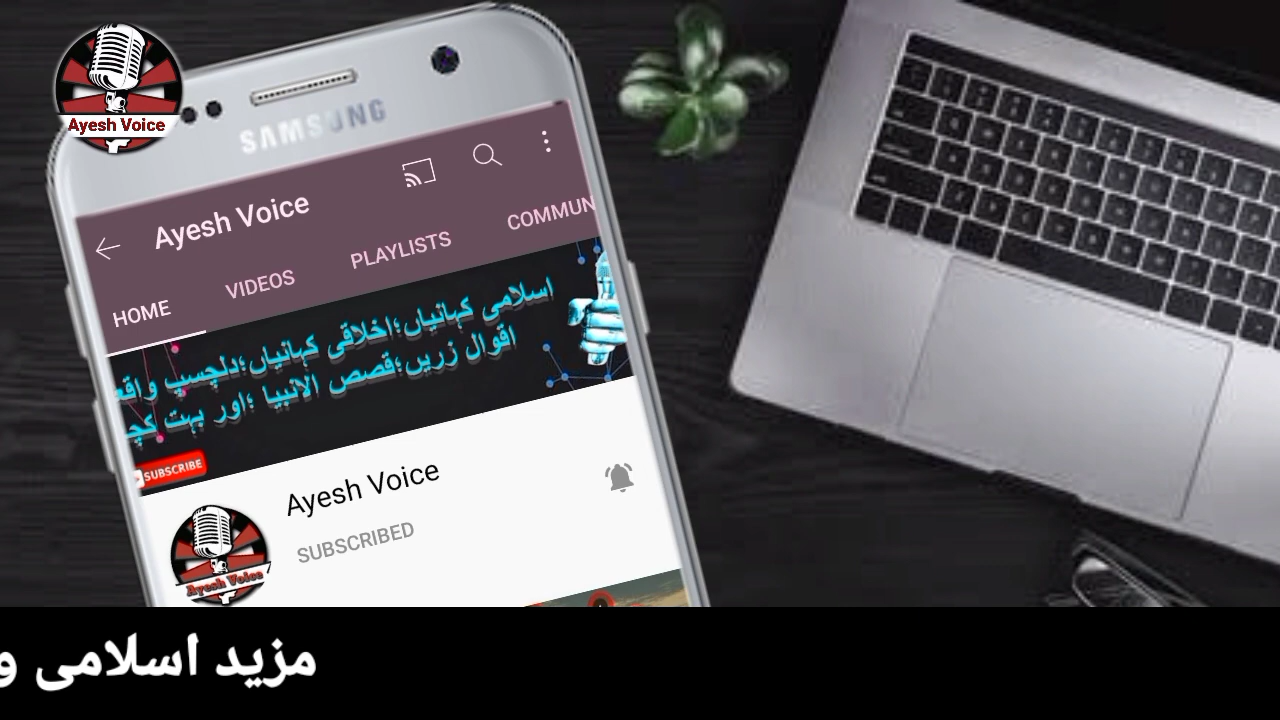 Ayesh Voice
SAMSUNG
Ayesh Voice
HOME VIDEOS PLAYLISTS COMMUN
اسلامی کہانیاں؛اخلاقی کہانیاں؛دلچسپ واقع
اقوال زریں؛قصص الانبیا ؛اور بہت کچ
SUBSCRIBE
Ayesh Voice
SUBSCRIBED
Ayesh Voice
مزید اسلامی و